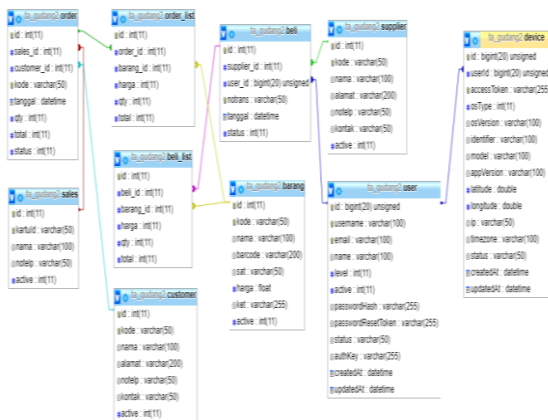 ta_gudang2 order
id : int(11)
sales_id : int(11)
customer_id : int(11)
kode : varchar(50)
tanggal : datetime
qty : int(11)
total : int(11)
status : int(11)
ta_gudang2 order_list
id : int(11)
order_id : int(11)
barang_id : int(11)
harga : int(11)
qty : int(11)
total : int(11)
ta_gudang2 beli
id : int(11)
supplier_id : int(11)
user_id : bigint(20) unsigned
notrans : varchar(50)
tanggal : datetime
status : int(11)
ta_gudang2 supplier
id : int(11)
kode : varchar(50)
nama : varchar(100)
alamat : varchar(200)
notelp : varchar(50)
kontak : varchar(50)
active : int(11)
ta_gudang2 device
id : bigint(20) unsigned
userId : bigint(20) unsigned
accessToken : varchar(255)
osType : int(11)
osVersion : varchar(100)
identifier : varchar(100)
model : varchar(100)
appVersion : varchar(100)
latitude : double
longitude : double
ip : varchar(50)
timezone : varchar(100)
status : varchar(50)
createdAt : datetime
updatedAt : datetime
ta_gudang2 sales
id : int(11)
kartuId : varchar(50)
nama : varchar(100)
notelp : varchar(50)
active : int(11)
ta_gudang2 beli_list
id : int(11)
beli_id : int(11)
barang_id : int(11)
harga : int(11)
qty : int(11)
total : int(11)
ta_gudang2 barang
id : int(11)
kode : varchar(50)
nama : varchar(100)
barcode : varchar(200)
sat : varchar(50)
harga : float
ket : varchar(255)
active : int(11)
ta_gudang2 user
id : bigint(20) unsigned
username : varchar(100)
email : varchar(100)
name : varchar(100)
level : int(11)
active : int(11)
passwordHash : varchar(255)
passwordResetToken : varchar(255)
status : varchar(50)
authKey : varchar(255)
createdAt : datetime
updatedAt : datetime
ta_gudang2 customer
id : int(11)
kode : varchar(50)
nama : varchar(100)
alamat : varchar(200)
notelp : varchar(50)
kontak : varchar(50)
active : int(11)